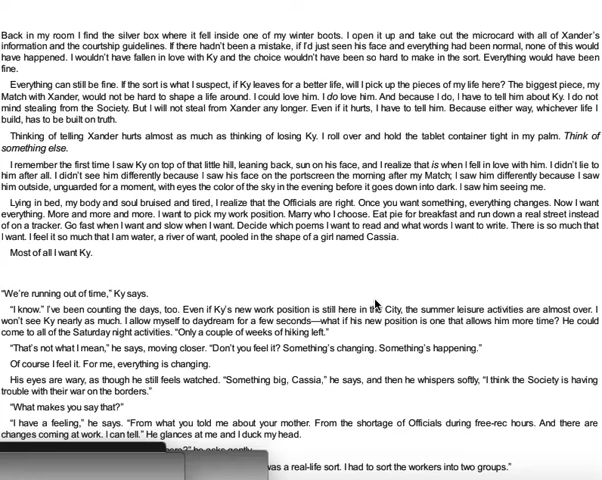 Back in my room I find the silver box where it fell inside one of my winter boots. I open it up and take out the microcard with all of Xander's
information and the courtship guidelines. If there hadn't been a mistake, if I'd just seen his face and everything had been normal, none of this would
have happened. I wouldn't have fallen in love with Ky and the choice wouldn't have been so hard to make in the sort. Everything would have been
fine.
Everything can still be fine. If the sort is what I suspect, if Ky leaves for a better life, will I pick up the pieces of my life here? The biggest piece, my
Match with Xander, would not be hard to shape a life around. I could love him. I do love him. And because I do, I have to tell him about Ky. I do not
mind stealing from the Society. But I will not steal from Xander any longer. Even if it hurts, I have to tell him. Because either way, whichever life I
build, has to be built on truth.
Thinking of telling Xander hurts almost as much as thinking of losing Ky. I roll over and hold the tablet container tight in my palm. Think of
something else.
I remember the first time I saw Ky on top of that little hill, leaning back, sun on his face, and I realize that is when I fell in love with him. I didn't lie to
him after all. I didn't see him differently because I saw his face on the portscreen the morning after my Match; I saw him differently because I saw
him outside, unguarded for a moment, with eyes the color of the sky in the evening before it goes down into dark. I saw him seeing me.
Lying in bed, my body and soul bruised and tired, I realize that the Officials are right. Once you want something, everything changes. Now I want
everything. More and more and more. I want to pick my work position. Marry who I choose. Eat pie for breakfast and run down a real street instead
of on a tracker. Go fast when I want and slow when I want. Decide which poems I want to read and what words I want to write. There is so much that
I want. I feel it so much that I am water, a river of want, pooled in the shape of a girl named Cassia.
Most of all I want Ky.
“We're running out of time,” Ky says.
“I know.” I've been counting the days, too. Even if Ky's new work position is still here in the City, the summer leisure activities are almost over. I
won't see Ky nearly as much. I allow myself to daydream for a few seconds—what if his new position is one that allows him more time? He could
come to all of the Saturday night activities. “Only a couple of weeks of hiking left.”
“That's not what I mean,” he says, moving closer. “Don't you feel it? Something's changing. Something's happening.”
Of course I feel it. For me, everything is changing.
His eyes are wary, as though he still feels watched. “Something big, Cassia,” he says, and then he whispers softly, “I think the Society is having
trouble with their war on the borders.”
“What makes you say that?”
“I have a feeling,” he says. “From what you told me about your mother. From the shortage of Officials during free-rec hours. And there are
changes coming at work. I can tell.” He glances at me and I duck my head.
he asks gently.
was a real-life sort. I had to sort the workers into two groups.”